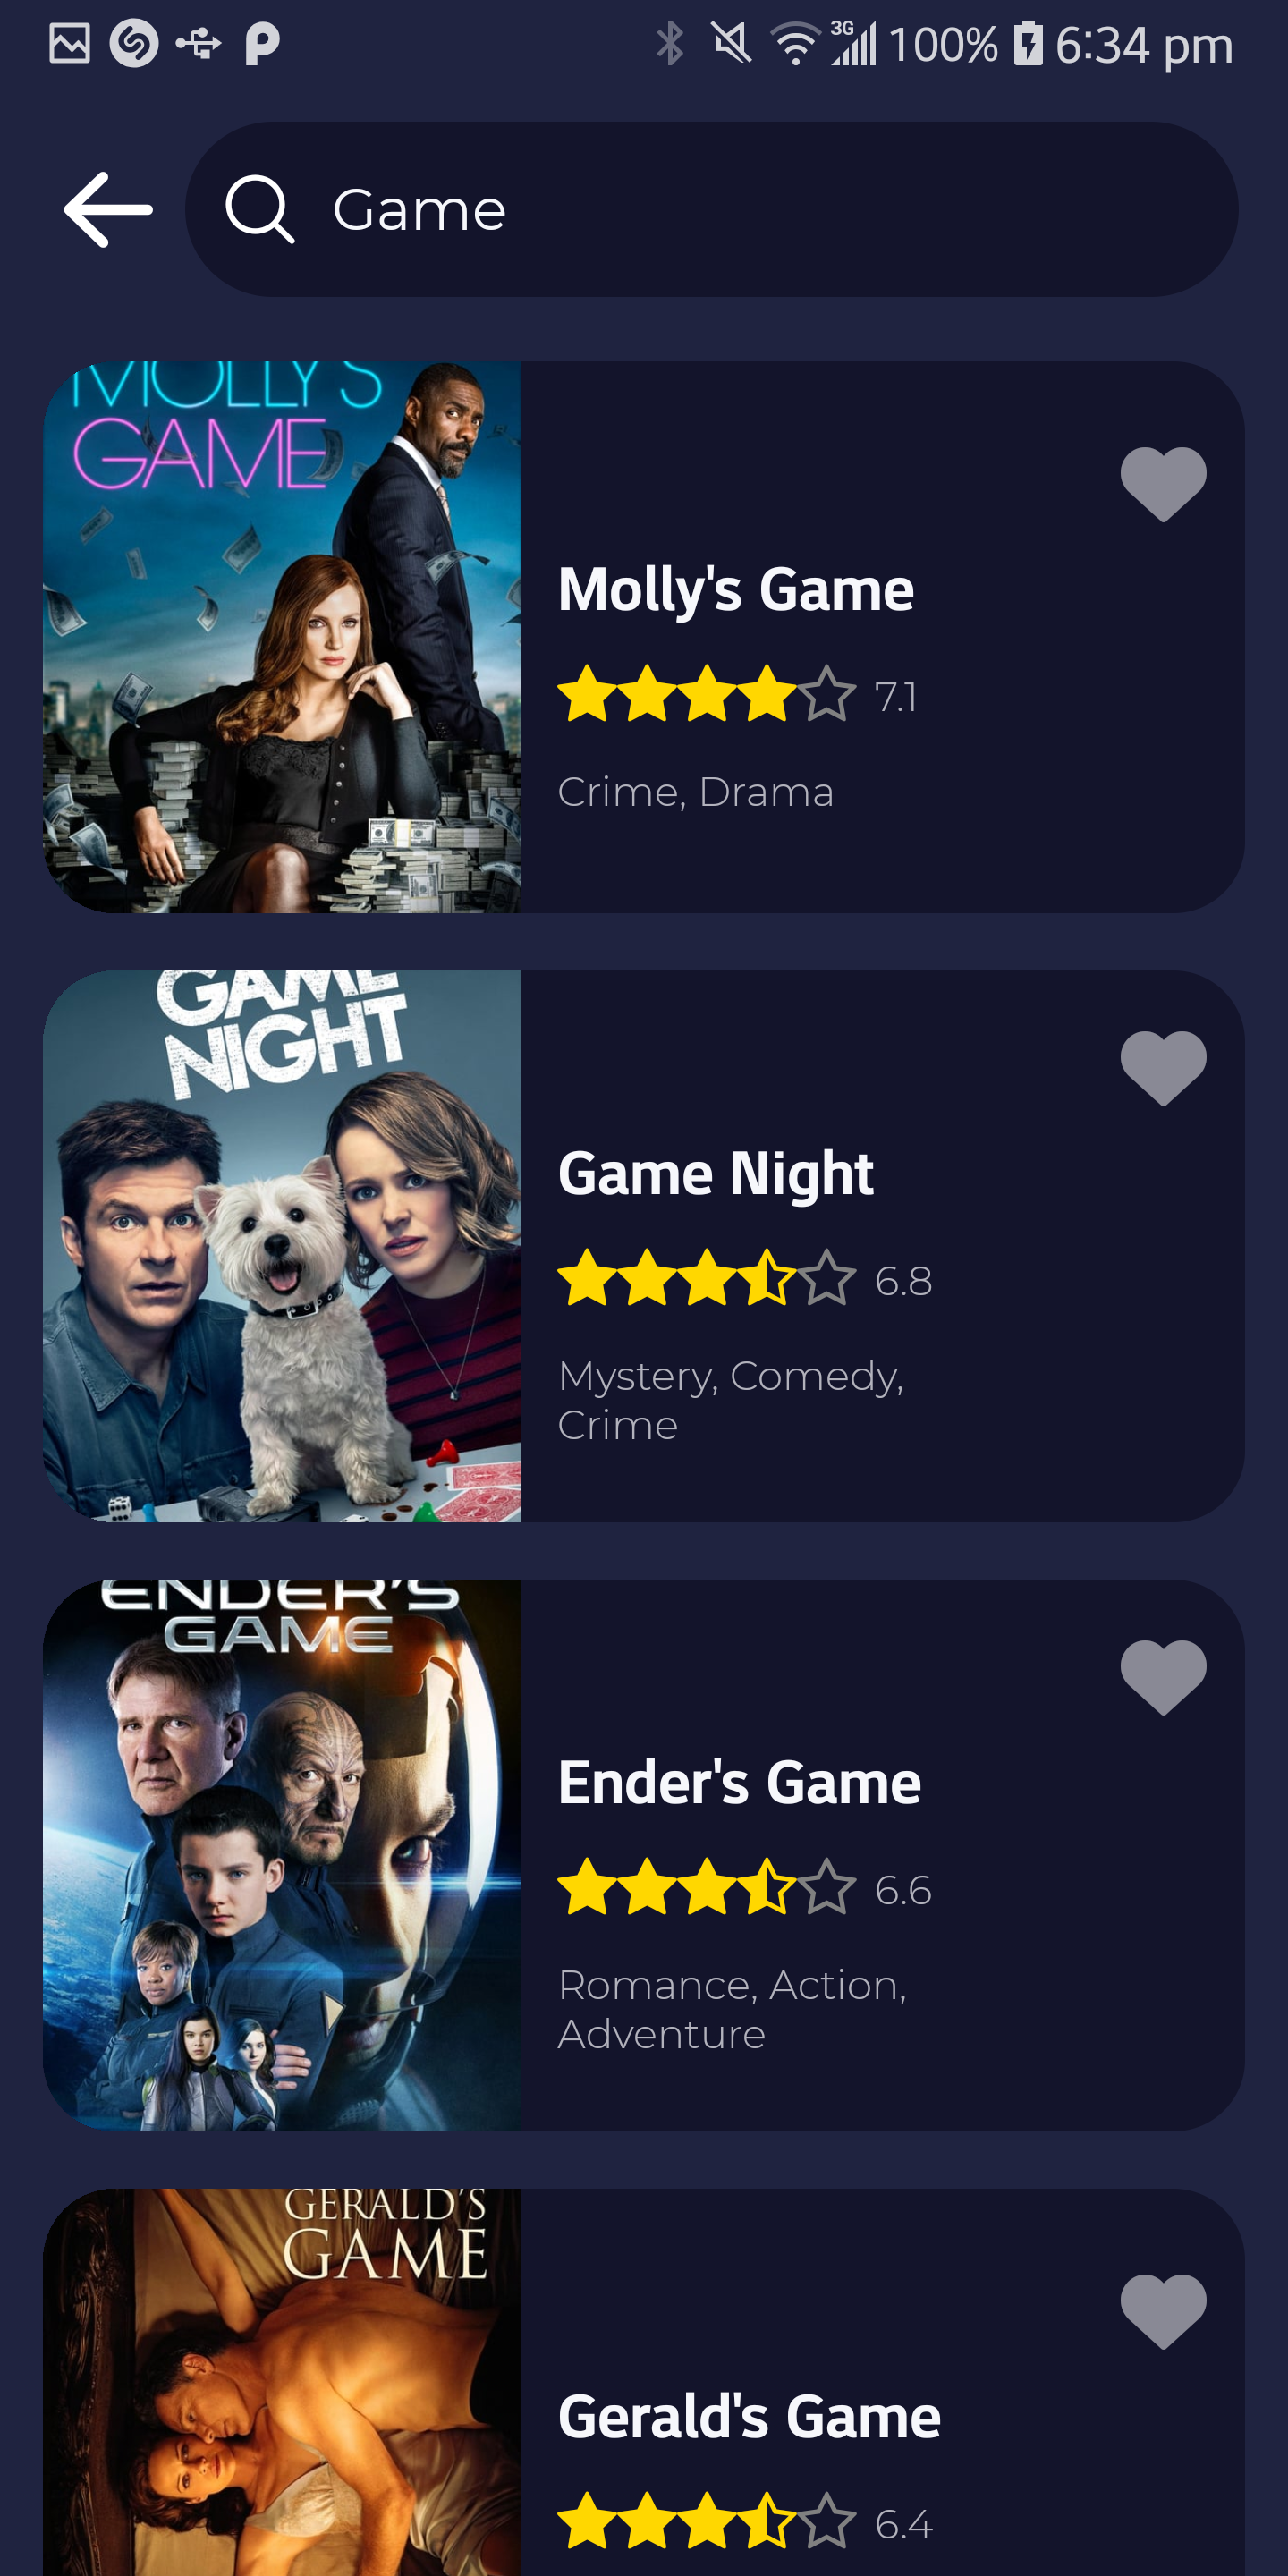 3G 100% 6:34 pm
Game
MOLLY'S
GAME
Molly's Game
7.1
Crime, Drama
GAME
NIGHT
Game Night
6.8
Mystery, Comedy,
Crime
ENDER'S
GAME
Ender's Game
6.6
Romance, Action,
Adventure
GERALD'S
GAME
Gerald's Game
6.4